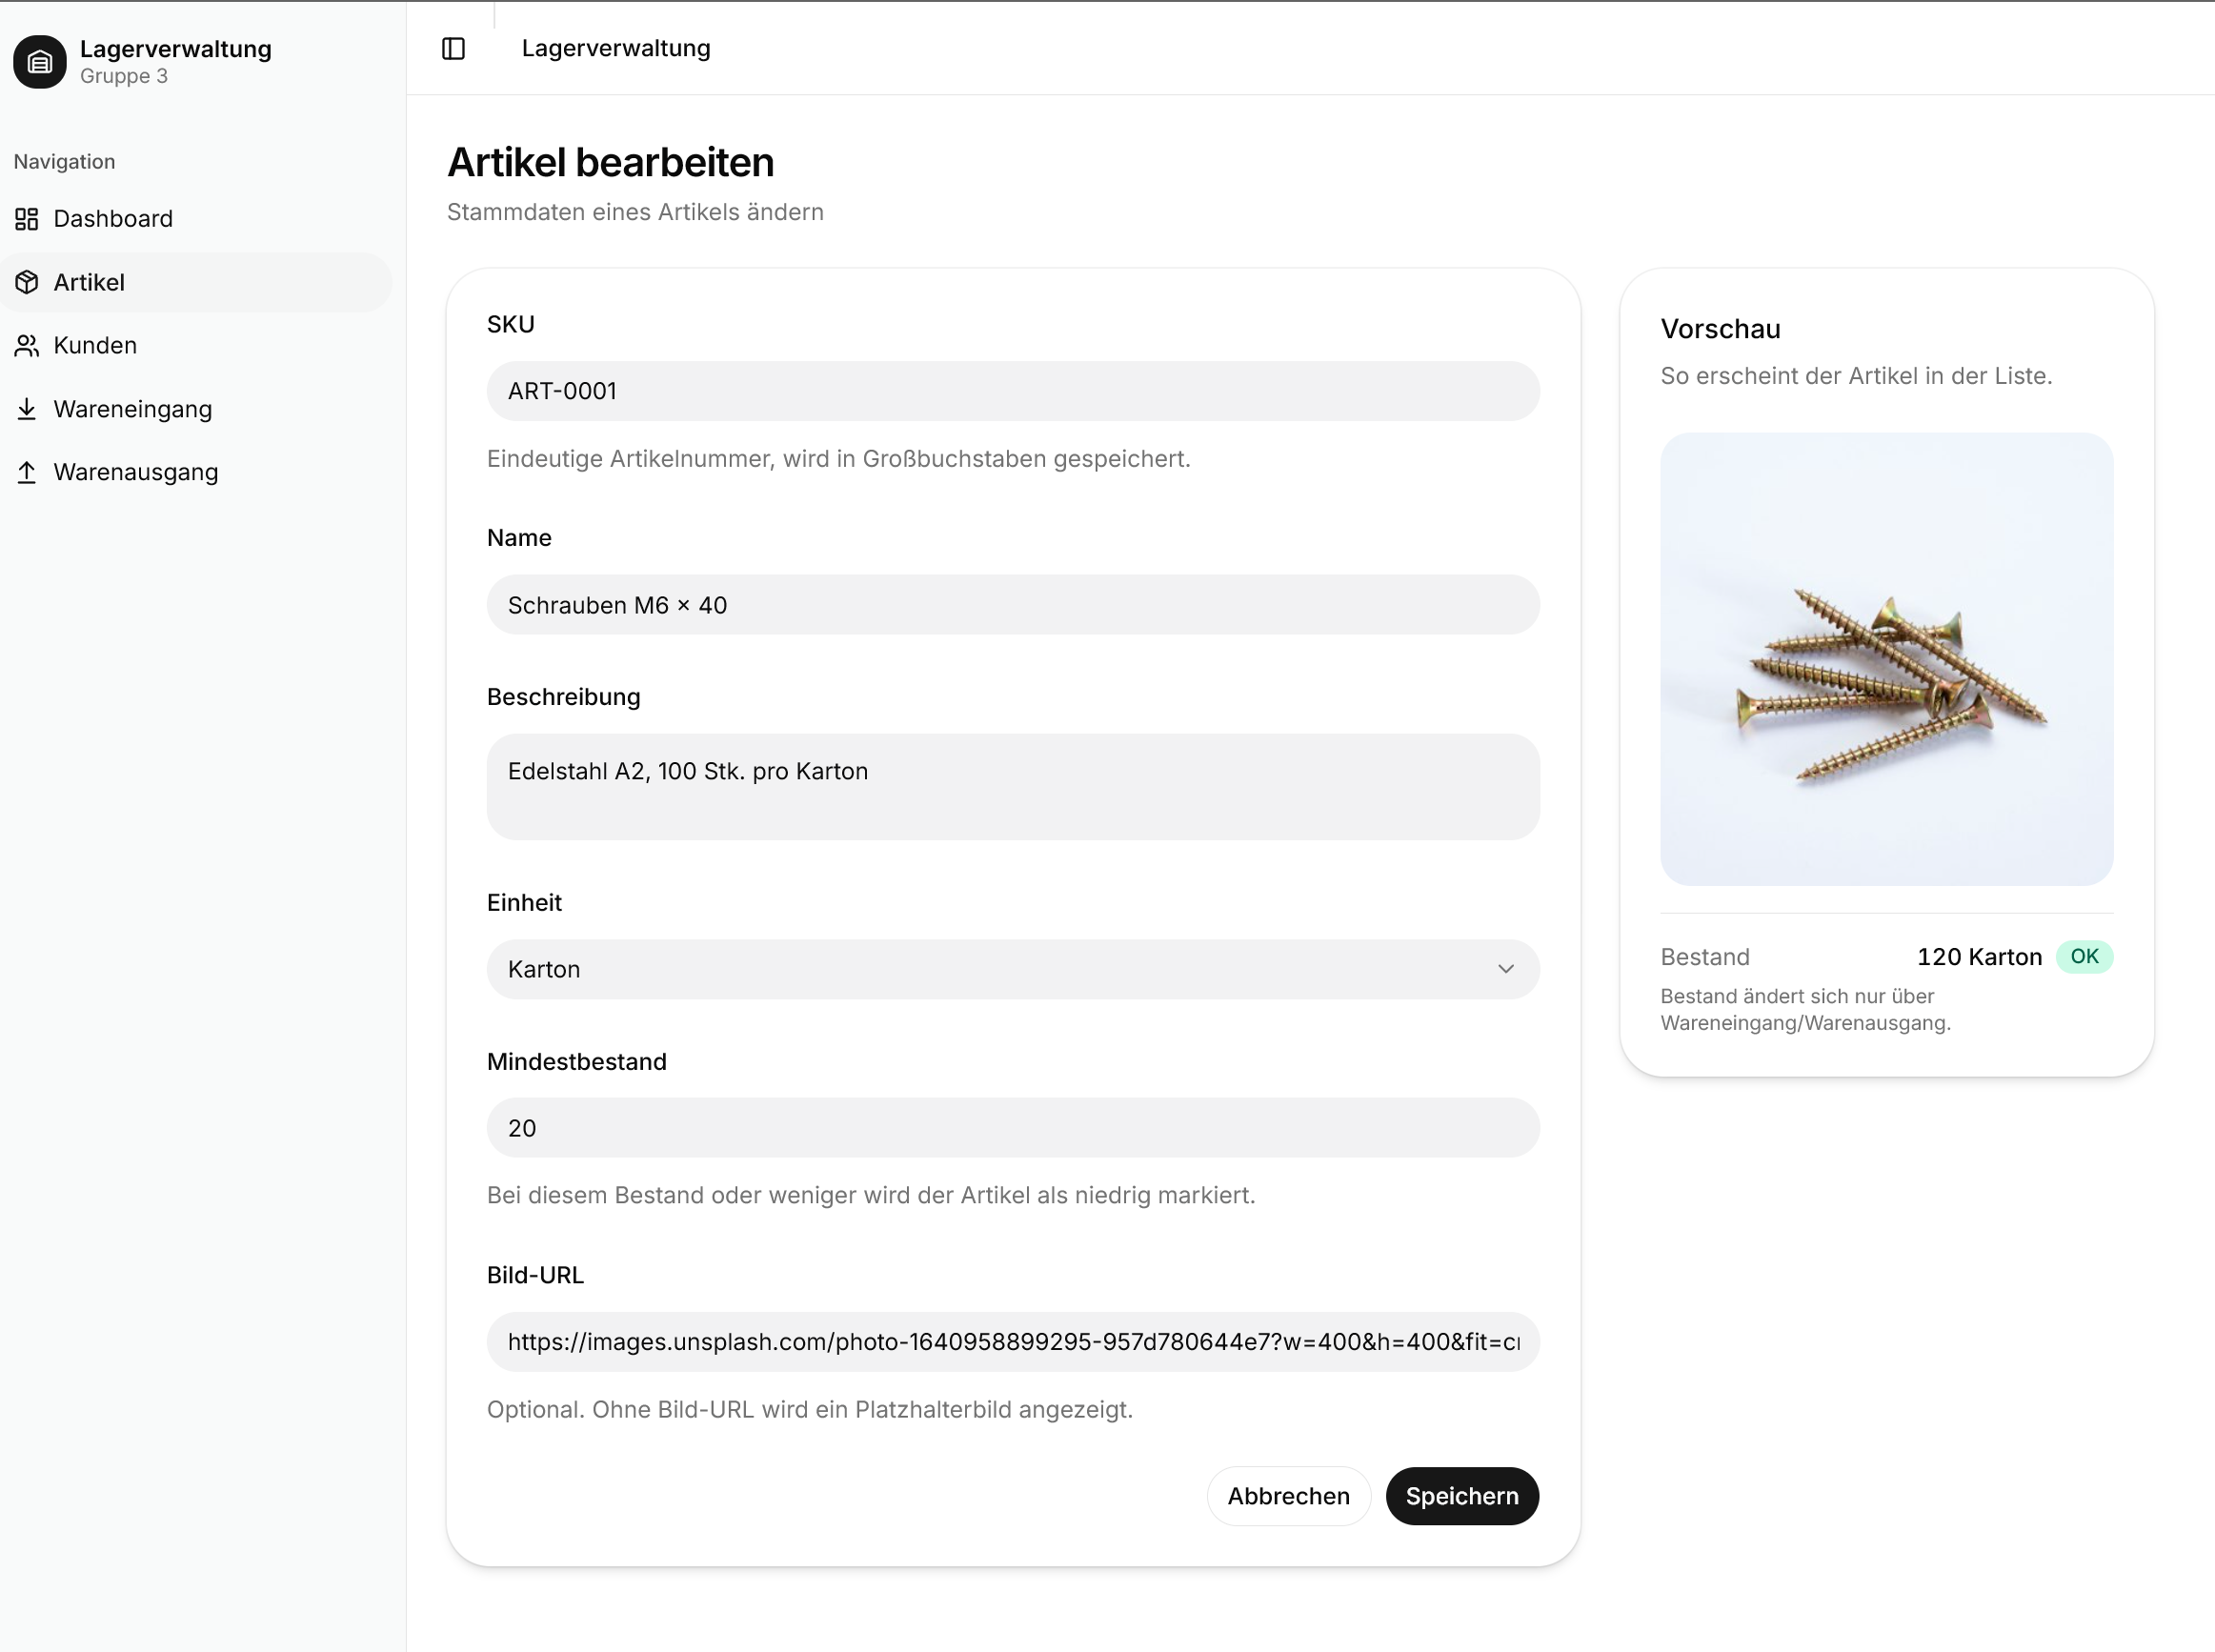 Lagerverwaltung
Gruppe 3
Navigation
Dashboard
Artikel
Kunden
Wareneingang
Warenausgang
Lagerverwaltung
Artikel bearbeiten
Stammdaten eines Artikels ändern
SKU
ART-0001
Eindeutige Artikelnummer, wird in Großbuchstaben gespeichert.
Name
Schrauben M6 × 40
Beschreibung
Edelstahl A2, 100 Stk. pro Karton
Einheit
Karton
Mindestbestand
20
Bei diesem Bestand oder weniger wird der Artikel als niedrig markiert.
Bild-URL
https://images.unsplash.com/photo-1640958899295-957d780644e7?w=400&h=400&fit=c
Optional. Ohne Bild-URL wird ein Platzhalterbild angezeigt.
Abbrechen
Speichern
Vorschau
So erscheint der Artikel in der Liste.
Bestand
120 Karton
OK
Bestand ändert sich nur über
Wareneingang/Warenausgang.